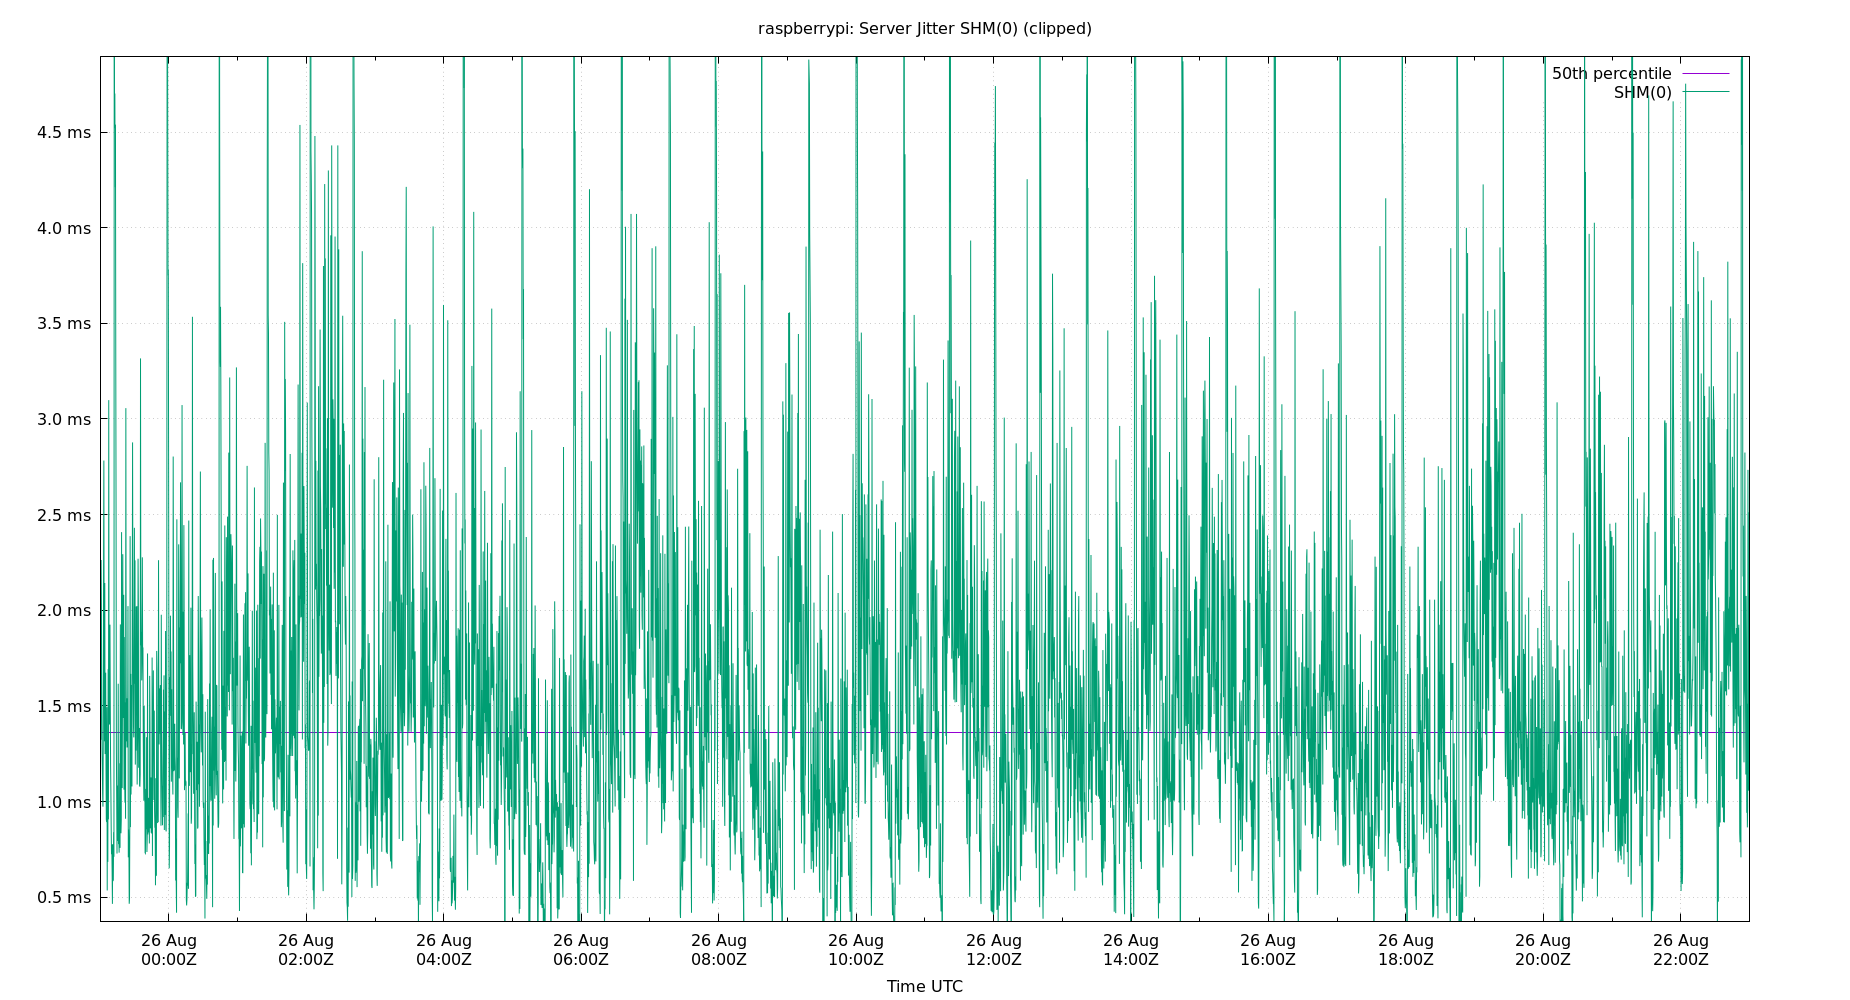 raspberrypi: Server Jitter SHM(0) (clipped)
50th percentile
SHM(0)
4.5 ms
4.0 ms
3.5 ms
3.0 ms
2.5 ms
2.0 ms
1.5 ms
1.0 ms
0.5 ms
26 Aug 26 Aug 26 Aug 26 Aug 26 Aug 26 Aug 26 Aug 26 Aug 26 Aug 26 Aug 26 Aug 26 Aug
00:00Z 02:00Z 04:00Z 06:00Z 08:00Z 10:00Z 12:00Z 14:00Z 16:00Z 18:00Z 20:00Z 22:00Z
Time UTC